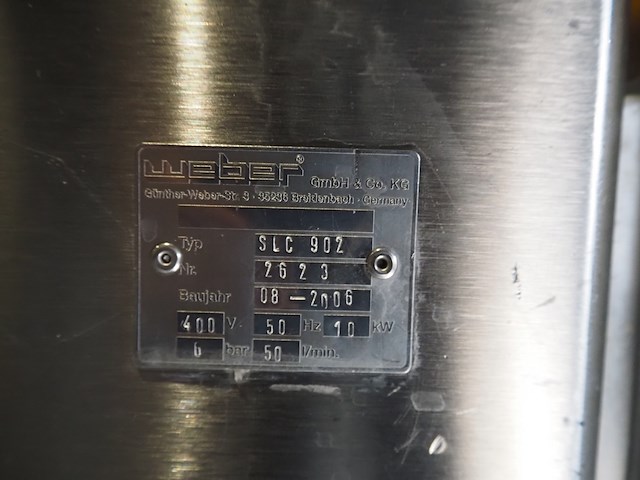 weber® GmbH & Co. KG
Günther-Weber-Str. 3 · 35236 Breidenbach · Germany
Typ SLC 902
Nr. 2623
Baujahr 08-2006
400 V 50 Hz 10 kW
6 bar 50 l/min.